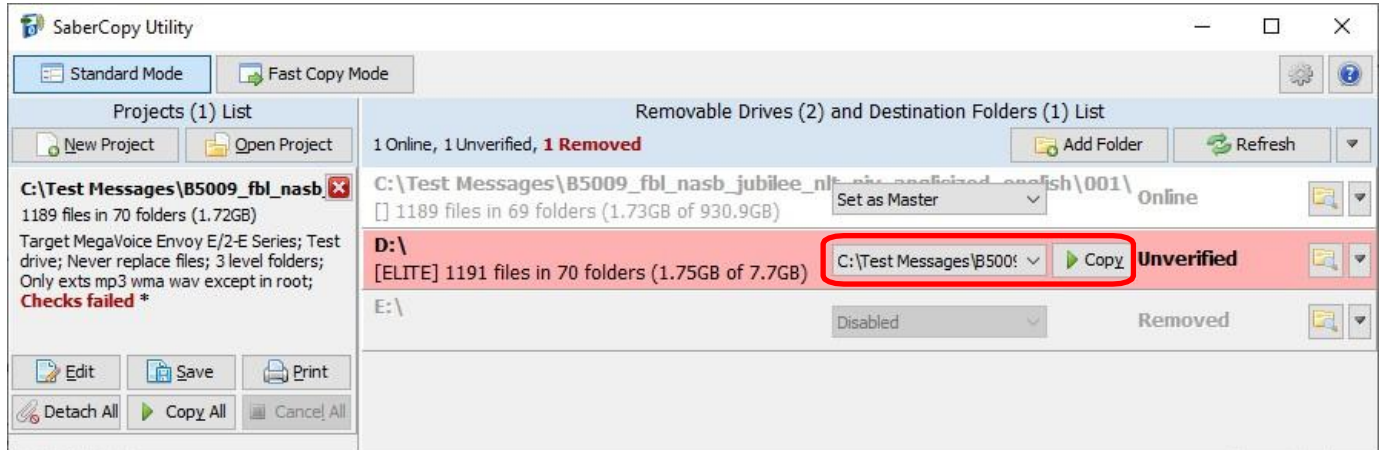 SaberCopy Utility
Standard Mode
Fast Copy Mode
Projects (1) List
Removable Drives (2) and Destination Folders (1) List
New Project
Open Project
1 Online, 1 Unverified, 1 Removed
Add Folder
Refresh
C:\Test Messages\B5009_fbl_nasb_
1189 files in 70 folders (1.72GB)
Target MegaVoice Envoy E/2-E Series; Test
drive; Never replace files; 3 level folders;
Only exts mp3 wma wav except in root;
Checks failed *
Edit
Save
Print
Detach All
Copy All
Cancel All
C:\Test Messages\B5009_fbl_nasb_jubilee_nlt_niv_anglisized_english\001\
[] 1189 files in 69 folders (1.73GB of 930.9GB)
Set as Master
Online
D:\
[ELITE] 1191 files in 70 folders (1.75GB of 7.7GB)
C:\Test Messages\B5009
Copy
Unverified
E:\
Disabled
Removed